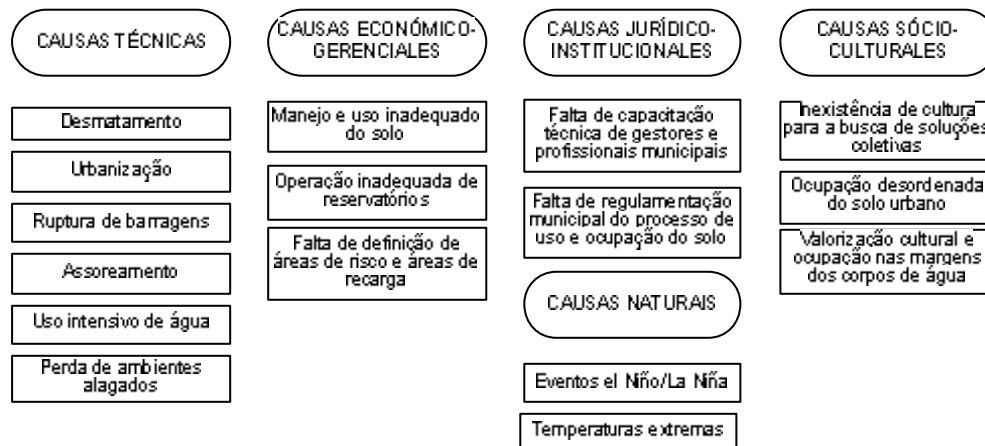 CAUSAS TÉCNICAS
Desmatamento
Urbanização
Ruptura de barragens
Assoreamento
Uso intensivo de água
Perda de ambientes
alagados
CAUSAS ECONÓMICO-
GERENCIALES
Manejo e uso inadequado
do solo
Operação inadequada de
reservatórios
Falta de definição de
áreas de risco e áreas de
recarga
CAUSAS JURÍDICO-
INSTITUCIONALES
Falta de capacitação
técnica de gestores e
profissionais municipais
Falta de regulamentação
municipal do processo de
uso e ocupação do solo
CAUSAS NATURAIS
Eventos el Niño/La Niña
Temperaturas extremas
CAUSAS SÓCIO-
CULTURALES
Inexistência de cultura
para a busca de soluções
coletivas
Ocupação desordenada
do solo urbano
Valorização cultural e
ocupação nas margens
dos corpos de água